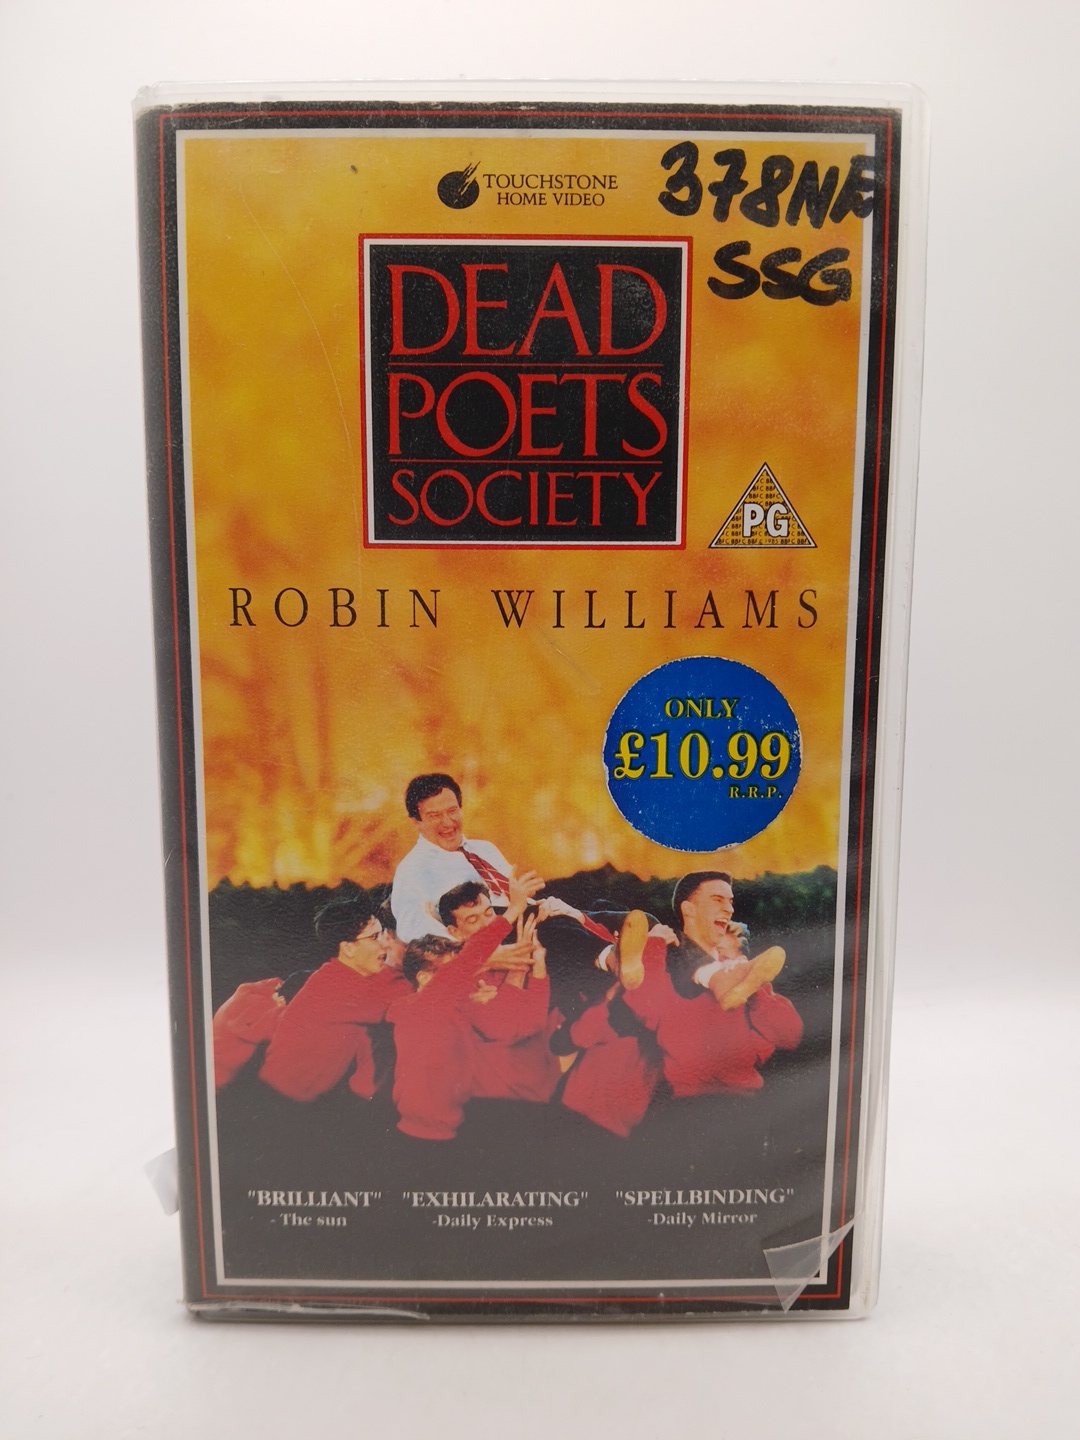 TOUCHSTONE
HOME VIDEO
378NE
SSG
DEAD
POETS
SOCIETY
PG
ROBIN WILLIAMS
ONLY
£10.99
R.R.P.
"BRILLIANT"
- The sun
"EXHILARATING"
-Daily Express
"SPELLBINDING"
-Daily Mirror